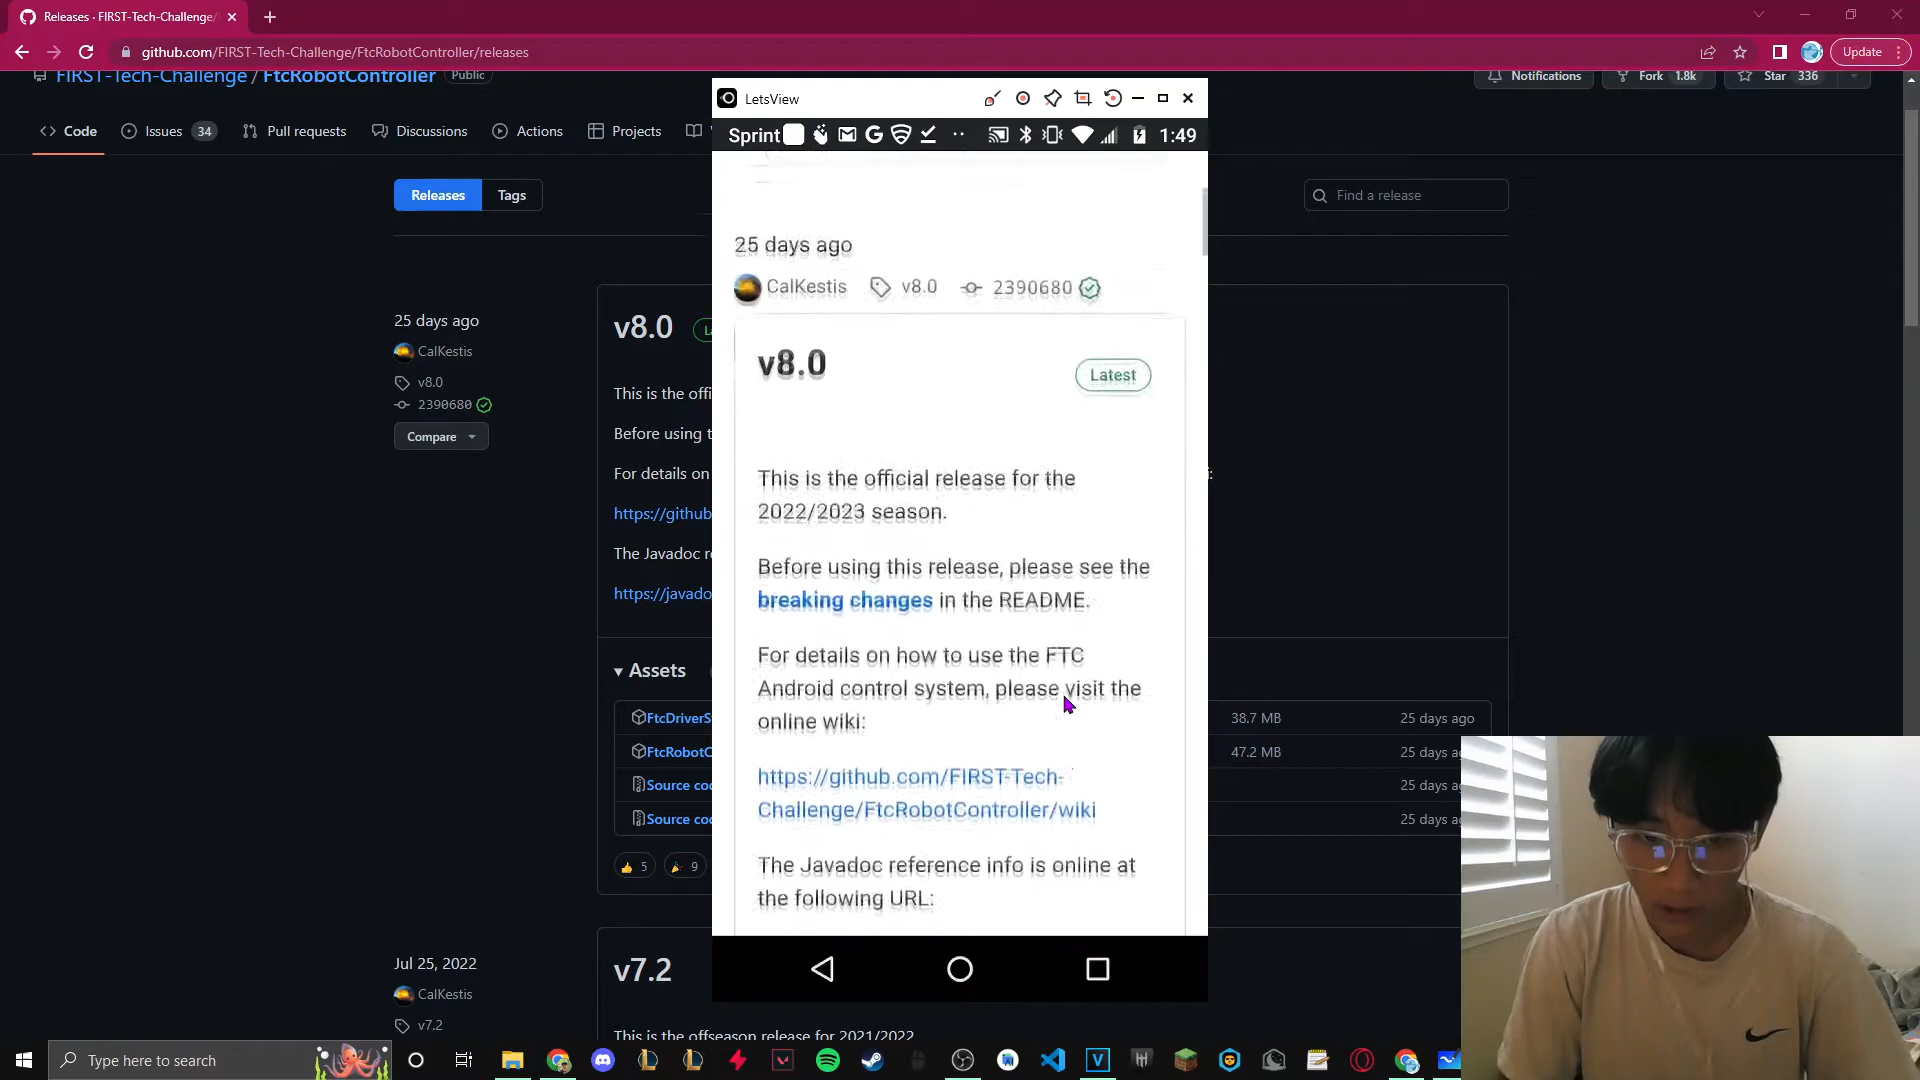 Releases · FIRST-Tech-Challenge/
github.com/FIRST-Tech-Challenge/FtcRobotController/releases
Update
FIRST-Tech-Challenge / FtcRobotController Public
Notifications
Fork 1.8k
Star 336
Code
Issues 34
Pull requests
Discussions
Actions
Projects
Releases
Tags
Find a release
25 days ago
CalKestis
v8.0
2390680
Compare
v8.0
This is the offi
Before using t
For details on
https://github
The Javadoc r
https://javado
Assets
FtcDriverS
38.7 MB
25 days ago
FtcRobotC
47.2 MB
25 days a
Source coc
25 days a
Source coc
25 days a
5
9
Jul 25, 2022
CalKestis
v7.2
v7.2
This is the offseason release for 2021/2022
LetsView
Sprint
1:49
25 days ago
CalKestis v8.0 2390680
v8.0
Latest
This is the official release for the
2022/2023 season.
Before using this release, please see the
breaking changes in the README.
For details on how to use the FTC
Android control system, please visit the
online wiki:
https://github.com/FIRST-Tech-
Challenge/FtcRobotController/wiki
The Javadoc reference info is online at
the following URL:
Type here to search